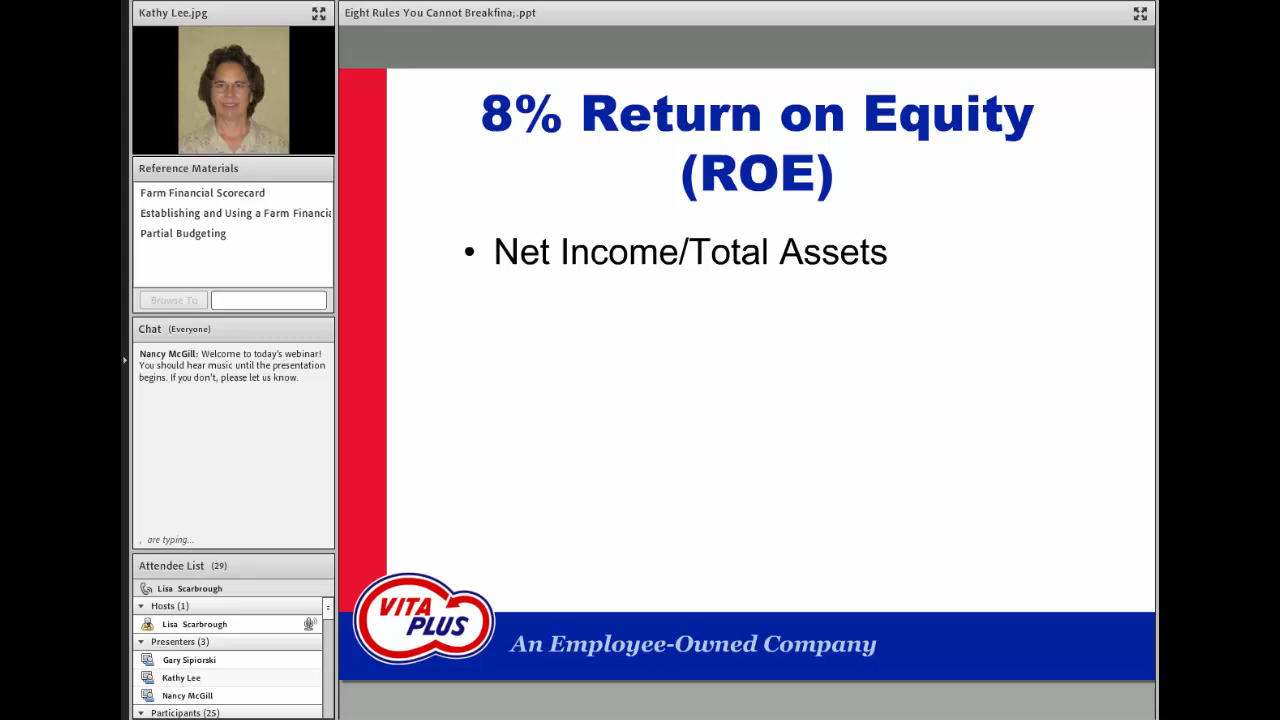 Kathy Lee.jpg
Reference Materials
Farm Financial Scorecard
Establishing and Using a Farm Financia
Partial Budgeting
Browse To
Chat (Everyone)
Nancy McGill: Welcome to today's webinar!
You should hear music until the presentation
begins. If you don't, please let us know.
, are typing...
Attendee List (29)
Lisa Scarbrough
Hosts (1)
Lisa Scarbrough
Presenters (3)
Gary Sipiorski
Kathy Lee
Nancy McGill
Participants (25)
Eight Rules You Cannot Breakfina;.ppt
8% Return on Equity
(ROE)
• Net Income/Total Assets
VITA
PLUS
An Employee-Owned Company